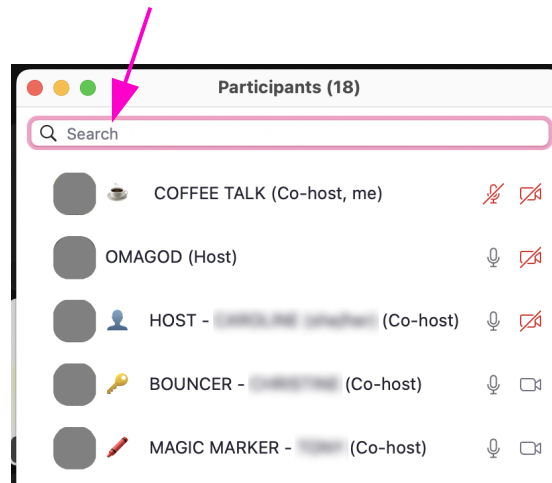 Participants (18)
Search
COFFEE TALK (Co-host, me)
OMAGOD (Host)
HOST - (Co-host)
BOUNCER - (Co-host)
MAGIC MARKER - (Co-host)